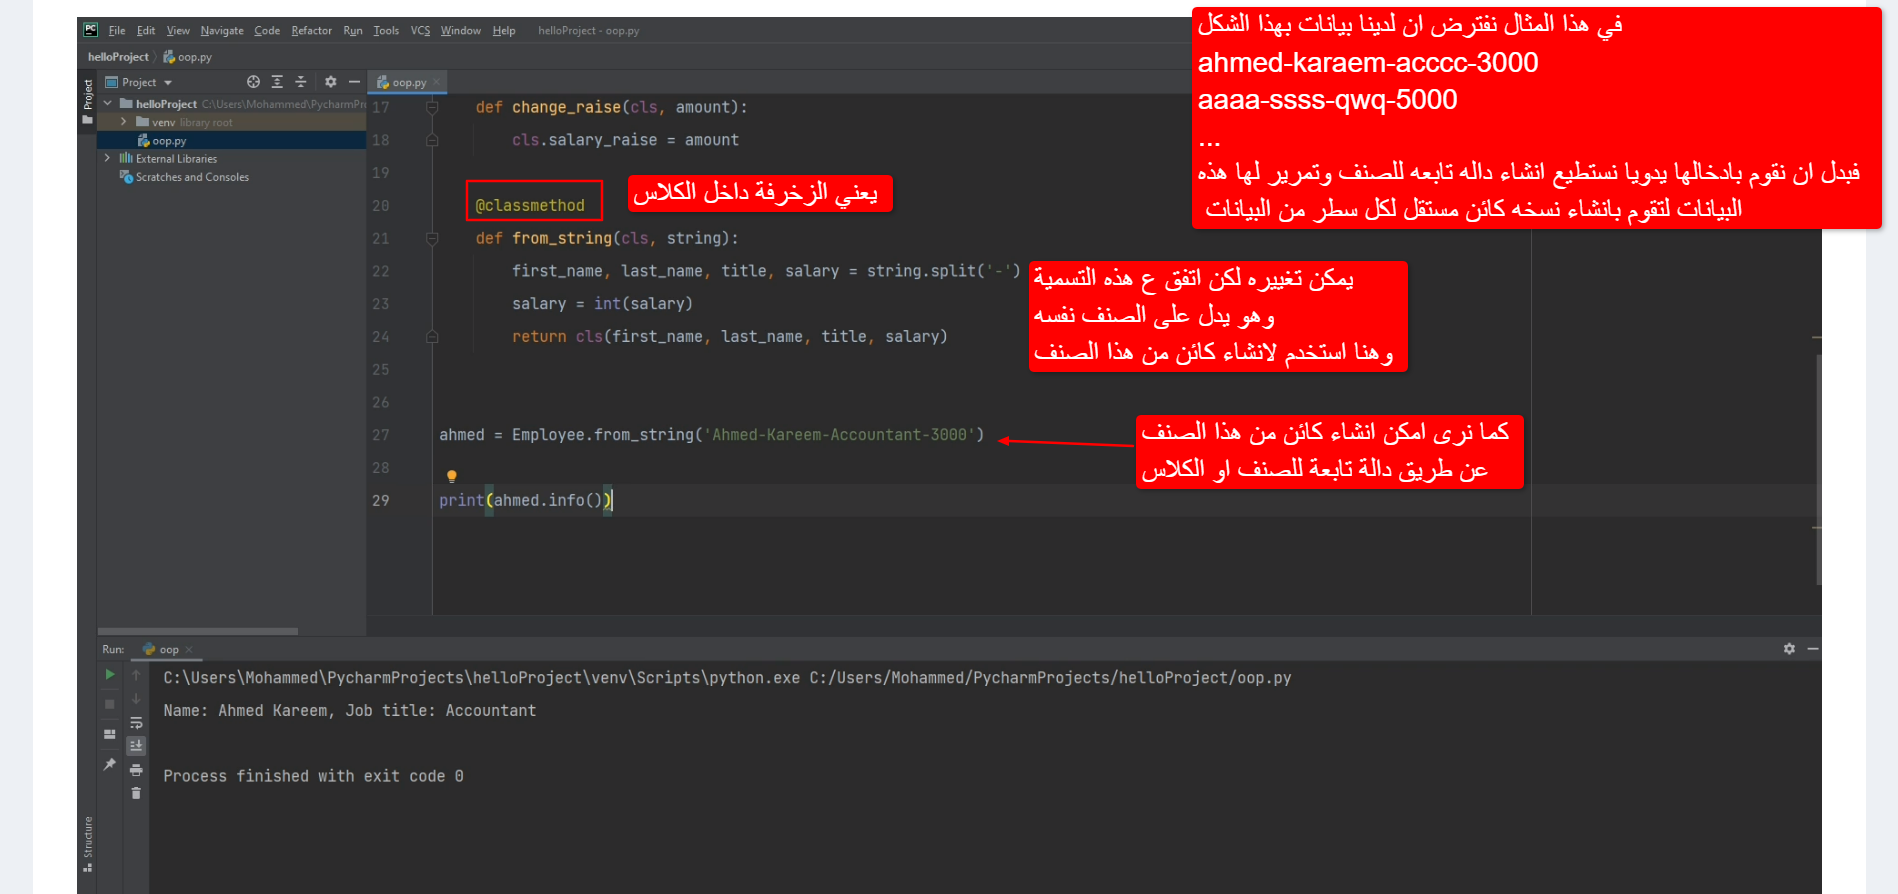 File Edit View Navigate Code Refactor Run Tools VCS Window Help helloProject - oop.py
في هذا المثال نفترض ان لدينا بيانات بهذا الشكل
ahmed-karaem-acccc-3000
aaaa-ssss-qwq-5000
...
فبدل ان نقوم بادخالها يدويا نستطيع انشاء داله تابعه للصنف وتمرير لها هذه
البيانات لتقوم بانشاء نسخه كائن مستقل لكل سطر من البيانات
helloProject oop.py
Project
Project
oop.py
helloProject C:\Users\Mohammed\PycharmPr
venv library root
oop.py
External Libraries
Scratches and Consoles
17 def change_raise(cls, amount):
18 cls.salary_raise = amount
19
20 @classmethod
يعني الزخرفة داخل الكلاس
21 def from_string(cls, string):
22 first_name, last_name, title, salary = string.split('-')
23 salary = int(salary)
24 return cls(first_name, last_name, title, salary)
يمكن تغييره لكن اتفق ع هذه التسمية
وهو يدل على الصنف نفسه
وهنا استخدم لانشاء كائن من هذا الصنف
25
26
27 ahmed = Employee.from_string('Ahmed-Kareem-Accountant-3000')
كما نرى امكن انشاء كائن من هذا الصنف
عن طريق دالة تابعة للصنف او الكلاس
28
29 print(ahmed.info())
Run: oop
C:\Users\Mohammed\PycharmProjects\helloProject\venv\Scripts\python.exe C:/Users/Mohammed/PycharmProjects/helloProject/oop.py
Name: Ahmed Kareem, Job title: Accountant
Process finished with exit code 0
Structure